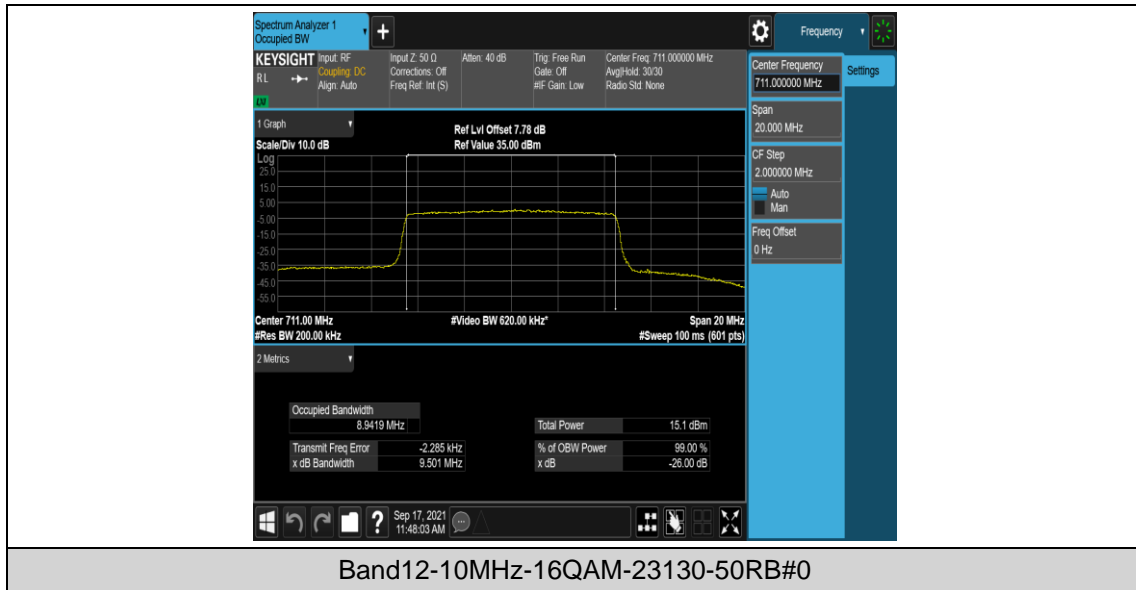 Spectrum Analyzer 1
Occupied BW
+
Frequency
KEYSIGHT Input: RF
RL Coupling: DC
Align: Auto
Input Z: 50 Ω
Corrections: Off
Freq Ref: Int (S)
Atten: 40 dB
Trig: Free Run
Gate: Off
#IF Gain: Low
Center Freq: 711.000000 MHz
Avg|Hold: 30/30
Radio Std: None
LXI
Center Frequency
711.000000 MHz
Settings
Span
20.000 MHz
CF Step
2.000000 MHz
Auto
Man
Freq Offset
0 Hz
1 Graph
Scale/Div 10.0 dB
Ref Lvl Offset 7.78 dB
Ref Value 35.00 dBm
Log
25.0
15.0
5.00
-5.00
-15.0
-25.0
-35.0
-45.0
-55.0
Center 711.00 MHz
#Res BW 200.00 kHz
#Video BW 620.00 kHz*
Span 20 MHz
#Sweep 100 ms (601 pts)
2 Metrics
Occupied Bandwidth
8.9419 MHz
Total Power 15.1 dBm
Transmit Freq Error -2.285 kHz
% of OBW Power 99.00 %
x dB Bandwidth 9.501 MHz
x dB -26.00 dB
?
Sep 17, 2021
11:48:03 AM
Band12-10MHz-16QAM-23130-50RB#0